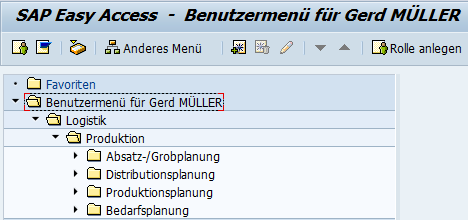 SAP Easy Access - Benutzermenü für Gerd MÜLLER
Anderes Menü Rolle anlegen
Favoriten
Benutzermenü für Gerd MÜLLER
Logistik
Produktion
Absatz-/Grobplanung
Distributionsplanung
Produktionsplanung
Bedarfsplanung